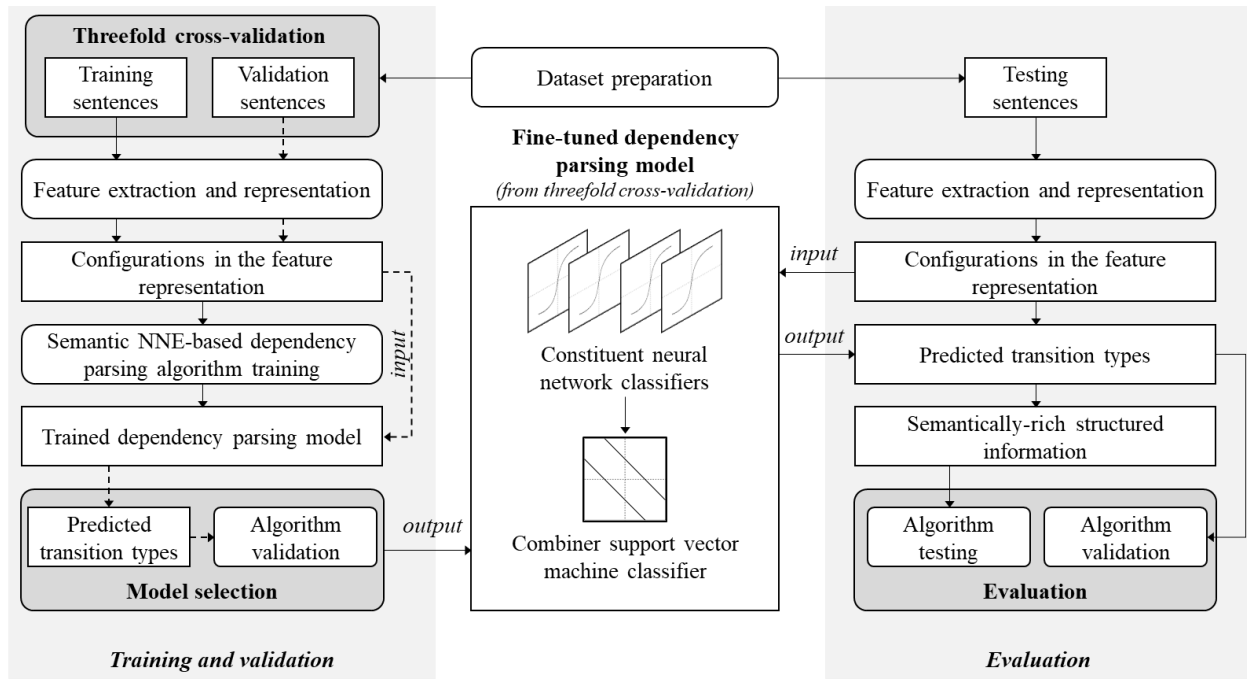 Threefold cross-validation
Training
sentences
Validation
sentences
Feature extraction and representation
Configurations in the feature
representation
input
Semantic NNE-based dependency
parsing algorithm training
Trained dependency parsing model
Predicted
transition types
Algorithm
validation
Model selection
output
Training and validation
Dataset preparation
Fine-tuned dependency
parsing model
(from threefold cross-validation)
Constituent neural
network classifiers
Combiner support vector
machine classifier
Testing
sentences
Feature extraction and representation
input
Configurations in the feature
representation
output
Predicted transition types
Semantically-rich structured
information
Algorithm
testing
Algorithm
validation
Evaluation
Evaluation